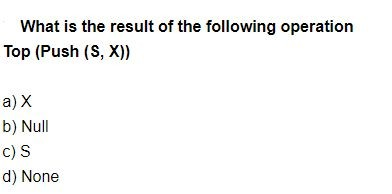 What is the result of the following operation
Top (Push (S, X))
a) X
b) Null
c) S
d) None